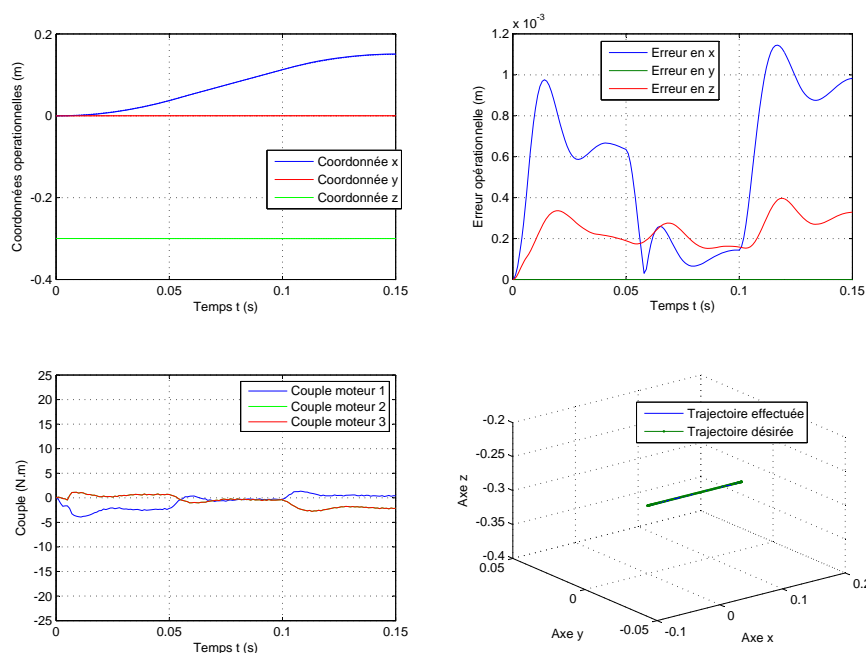 0.2
0
-0.2
-0.4
0
0.05
0.1
0.15
Coordonnées operationnelles (m)
Temps t (s)
Coordonnée x
Coordonnée y
Coordonnée z
x 10^-3
1.2
1
0.8
0.6
0.4
0.2
0
0
0.05
0.1
0.15
Erreur opérationnelle (m)
Temps t (s)
Erreur en x
Erreur en y
Erreur en z
25
20
15
10
5
0
-5
-10
-15
-20
-25
0
0.05
0.1
0.15
Couple (N.m)
Temps t (s)
Couple moteur 1
Couple moteur 2
Couple moteur 3
-0.2
-0.25
-0.3
-0.35
-0.4
0.05
0
-0.05
-0.1
0
0.1
0.2
Axe z
Axe y
Axe x
Trajectoire effectuée
Trajectoire désirée